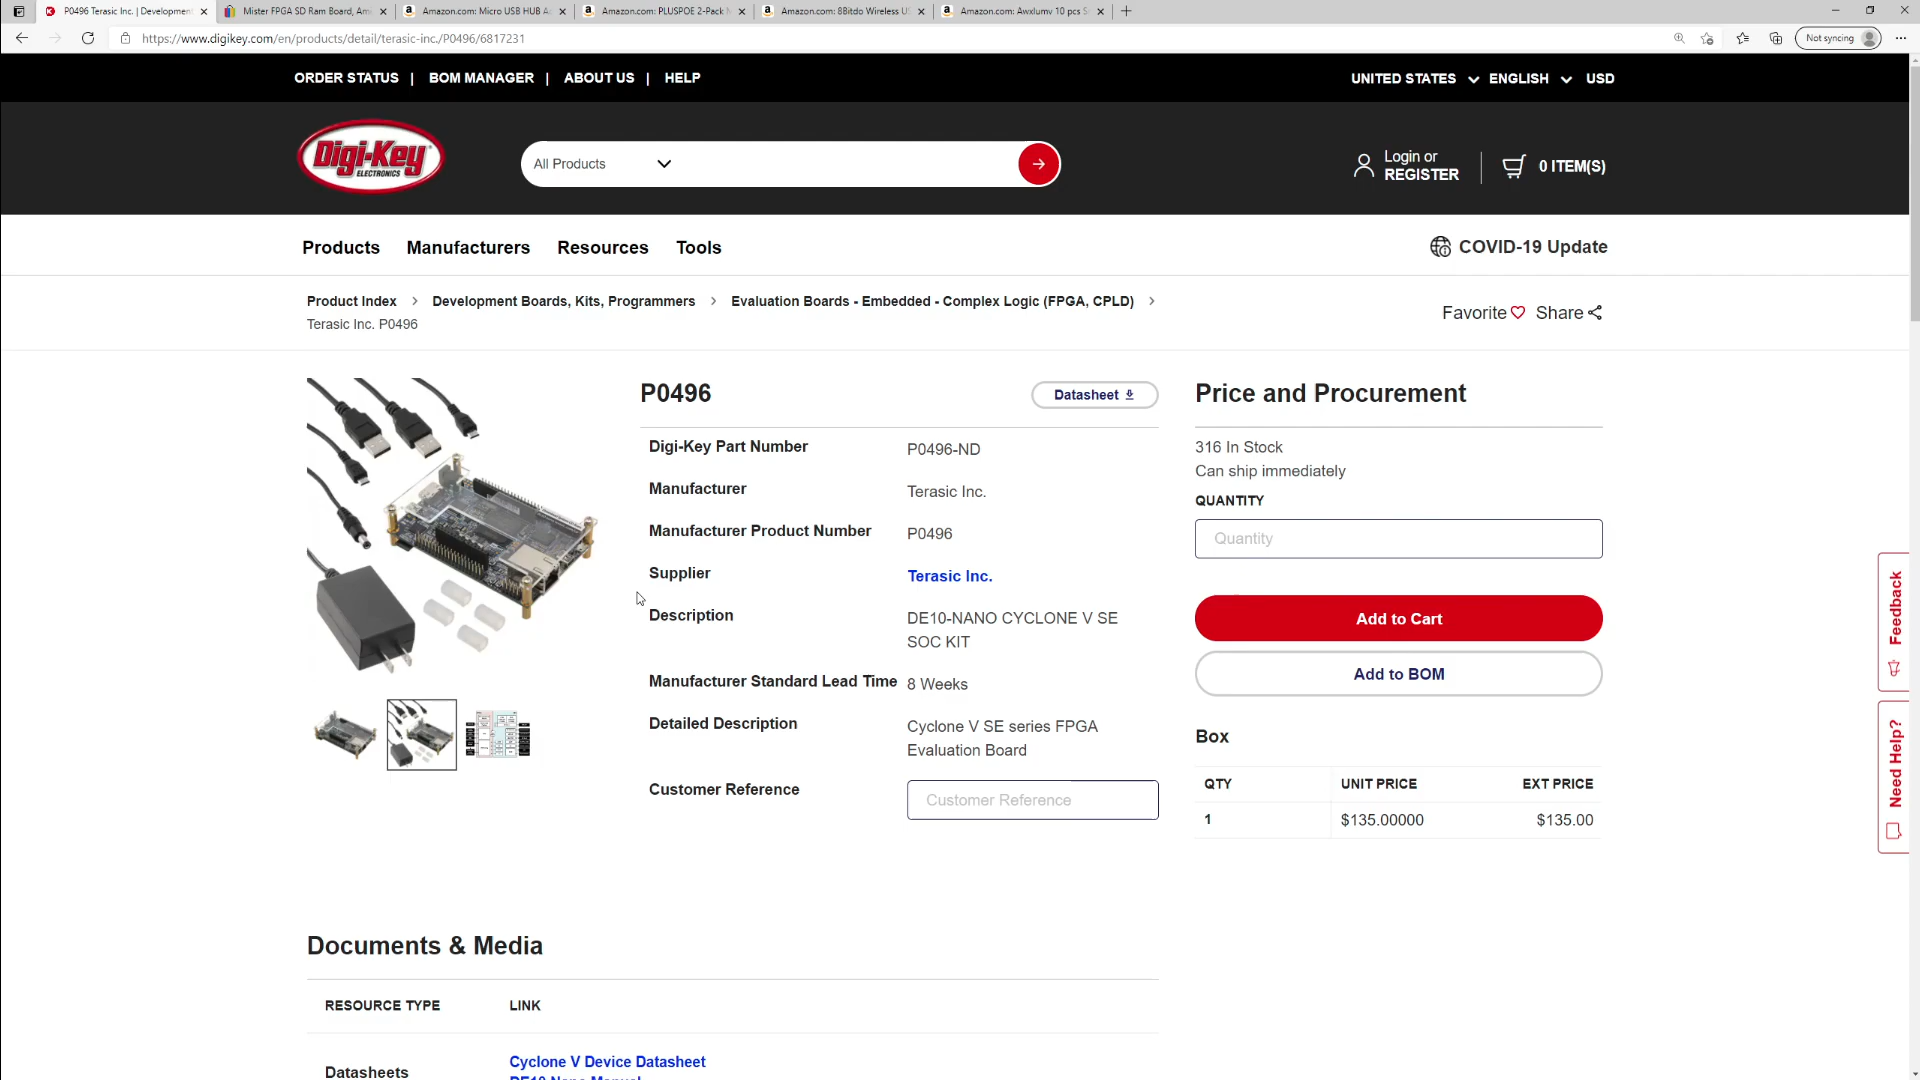 P0496 Terasic Inc. | Development
Mister FPGA SD Ram Board, Ami
Amazon.com: Micro USB HUB A
Amazon.com: PLUSPOE 2-Pack
Amazon.com: 8Bitdo Wireless U
Amazon.com: Awxlumv 10 pcs S
https://www.digikey.com/en/products/detail/terasic-inc./P0496/6817231
Not syncing
ORDER STATUS | BOM MANAGER | ABOUT US | HELP
UNITED STATES ENGLISH USD
Digi-Key
ELECTRONICS
All Products
Login or
REGISTER
0 ITEM(S)
Products Manufacturers Resources Tools
COVID-19 Update
Product Index > Development Boards, Kits, Programmers > Evaluation Boards - Embedded - Complex Logic (FPGA, CPLD) >
Terasic Inc. P0496
Favorite Share
P0496
Datasheet
Digi-Key Part Number P0496-ND
Manufacturer Terasic Inc.
Manufacturer Product Number P0496
Supplier Terasic Inc.
Description DE10-NANO CYCLONE V SE
SOC KIT
Manufacturer Standard Lead Time 8 Weeks
Detailed Description Cyclone V SE series FPGA
Evaluation Board
Customer Reference Customer Reference
Price and Procurement
316 In Stock
Can ship immediately
QUANTITY
Quantity
Add to Cart
Add to BOM
Box
QTY UNIT PRICE EXT PRICE
1 $135.00000 $135.00
Feedback
Need Help?
Documents & Media
RESOURCE TYPE LINK
Datasheets Cyclone V Device Datasheet
DE10-Nano Manual